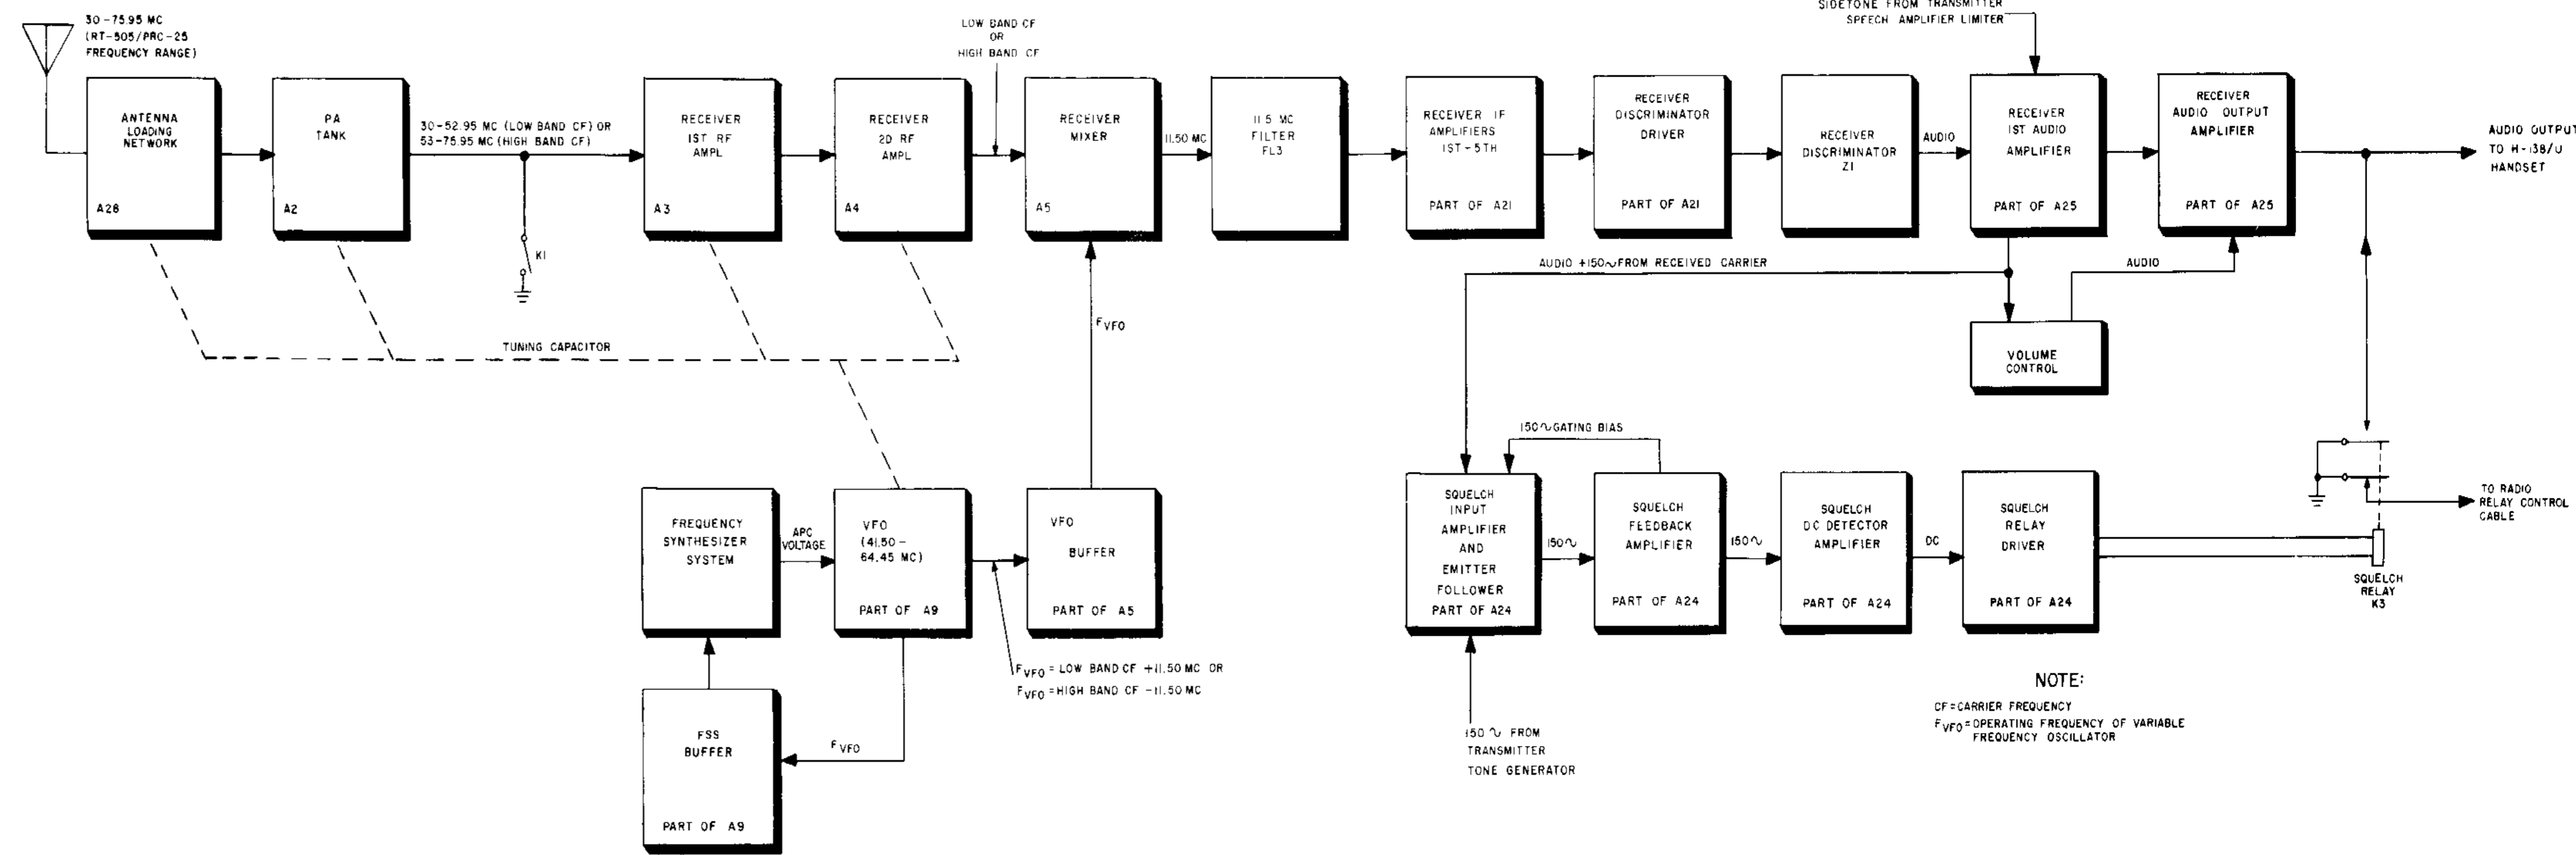 30-75.95 MC
(RT-505/PRC-25
FREQUENCY RANGE)
ANTENNA
LOADING
NETWORK
A28
PA
TANK
A2
30-52.95 MC (LOW BAND CF) OR
53-75.95 MC (HIGH BAND CF)
K1
RECEIVER
1ST RF
AMPL
A3
RECEIVER
2D RF
AMPL
A4
LOW BAND CF
OR
HIGH BAND CF
RECEIVER
MIXER
A5
11.50 MC
11.5 MC
FILTER
FL3
RECEIVER IF
AMPLIFIERS
1ST-5TH
PART OF A21
RECEIVER
DISCRIMINATOR
DRIVER
PART OF A21
RECEIVER
DISCRIMINATOR
Z1
AUDIO
SIDETONE FROM TRANSMITTER
SPEECH AMPLIFIER LIMITER
RECEIVER
1ST AUDIO
AMPLIFIER
PART OF A25
RECEIVER
AUDIO OUTPUT
AMPLIFIER
PART OF A25
AUDIO OUTPUT
TO H-138/U
HANDSET
TUNING CAPACITOR
FVFO
AUDIO +150~ FROM RECEIVED CARRIER
AUDIO
VOLUME
CONTROL
FREQUENCY
SYNTHESIZER
SYSTEM
APC
VOLTAGE
VFO
(41.50-
64.45 MC)
PART OF A9
VFO
BUFFER
PART OF A5
FVFO = LOW BAND CF +11.50 MC OR
FVFO = HIGH BAND CF -11.50 MC
FSS
BUFFER
PART OF A9
FVFO
150~ GATING BIAS
SQUELCH
INPUT
AMPLIFIER
AND
EMITTER
FOLLOWER
PART OF A24
150~
SQUELCH
FEEDBACK
AMPLIFIER
PART OF A24
150~
SQUELCH
DC DETECTOR
AMPLIFIER
PART OF A24
DC
SQUELCH
RELAY
DRIVER
PART OF A24
TO RADIO
RELAY CONTROL
CABLE
SQUELCH
RELAY
K3
150~ FROM
TRANSMITTER
TONE GENERATOR
NOTE:
CF = CARRIER FREQUENCY
FVFO = OPERATING FREQUENCY OF VARIABLE
FREQUENCY OSCILLATOR